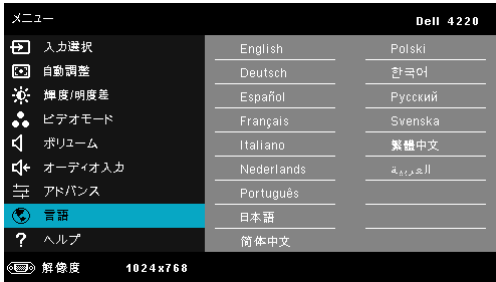 メニュー
Dell 4220
入力選択
自動調整
輝度/明度差
ビデオモード
ボリューム
オーディオ入力
アドバンス
言語
ヘルプ
English
Deutsch
Español
Français
Italiano
Nederlands
Português
日本語
简体中文
Polski
한국어
Русский
Svenska
繁體中文
العربية
解像度 1024x768